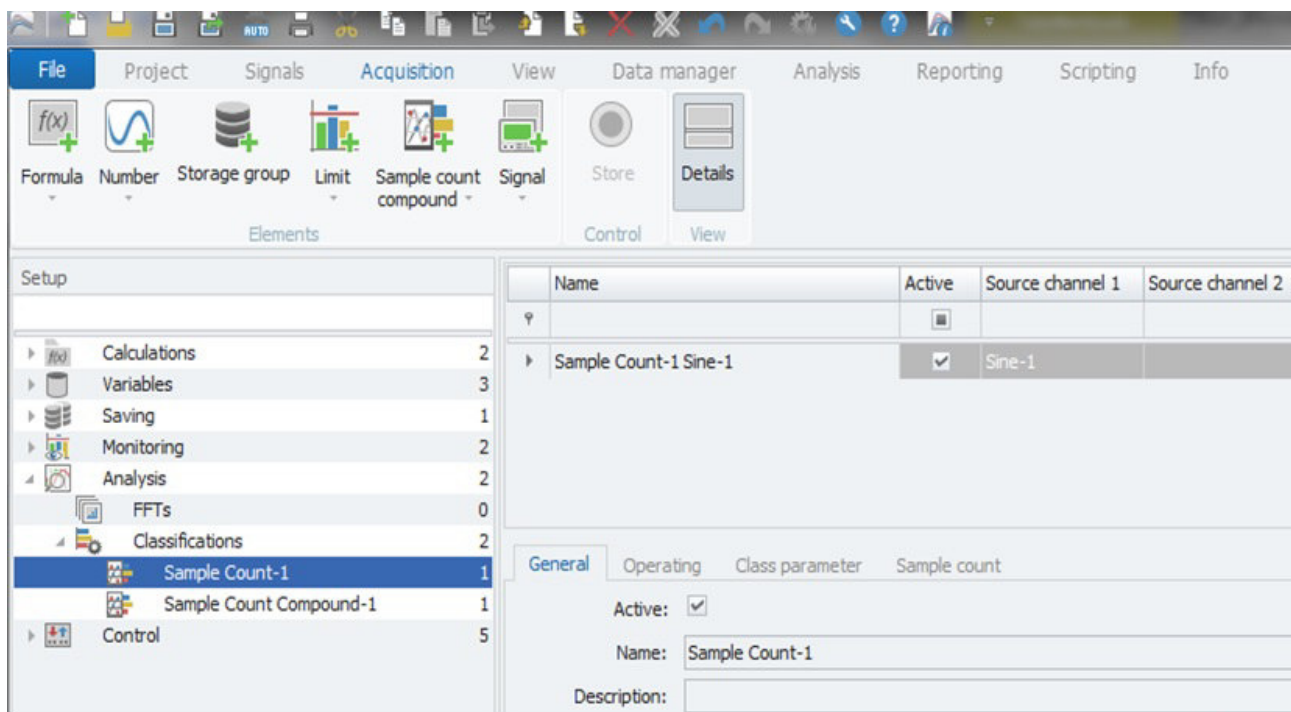 AUTO
File Project Signals Acquisition View Data manager Analysis Reporting Scripting Info
f(x)
Formula Number Storage group Limit Sample count compound Signal Store Details
Elements Control View
Setup
Name Active Source channel 1 Source channel 2
f(x) Calculations 2
Sample Count-1 Sine-1 Sine-1
Variables 3
Saving 1
Monitoring 2
Analysis 2
FFTs 0
Classifications 2
Sample Count-1 1
Sample Count Compound-1 1
Control 5
General Operating Class parameter Sample count
Active:
Name: Sample Count-1
Description: